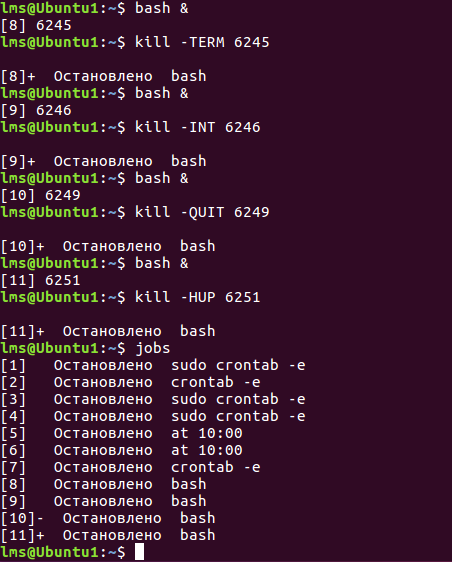 lms@Ubuntu1:~$ bash &
[8] 6245
lms@Ubuntu1:~$ kill -TERM 6245
[8]+  Остановлено  bash
lms@Ubuntu1:~$ bash &
[9] 6246
lms@Ubuntu1:~$ kill -INT 6246
[9]+  Остановлено  bash
lms@Ubuntu1:~$ bash &
[10] 6249
lms@Ubuntu1:~$ kill -QUIT 6249
[10]+  Остановлено  bash
lms@Ubuntu1:~$ bash &
[11] 6251
lms@Ubuntu1:~$ kill -HUP 6251
[11]+  Остановлено  bash
lms@Ubuntu1:~$ jobs
[1]   Остановлено  sudo crontab -e
[2]   Остановлено  crontab -e
[3]   Остановлено  sudo crontab -e
[4]   Остановлено  sudo crontab -e
[5]   Остановлено  at 10:00
[6]   Остановлено  at 10:00
[7]   Остановлено  crontab -e
[8]   Остановлено  bash
[9]   Остановлено  bash
[10]-  Остановлено  bash
[11]+  Остановлено  bash
lms@Ubuntu1:~$